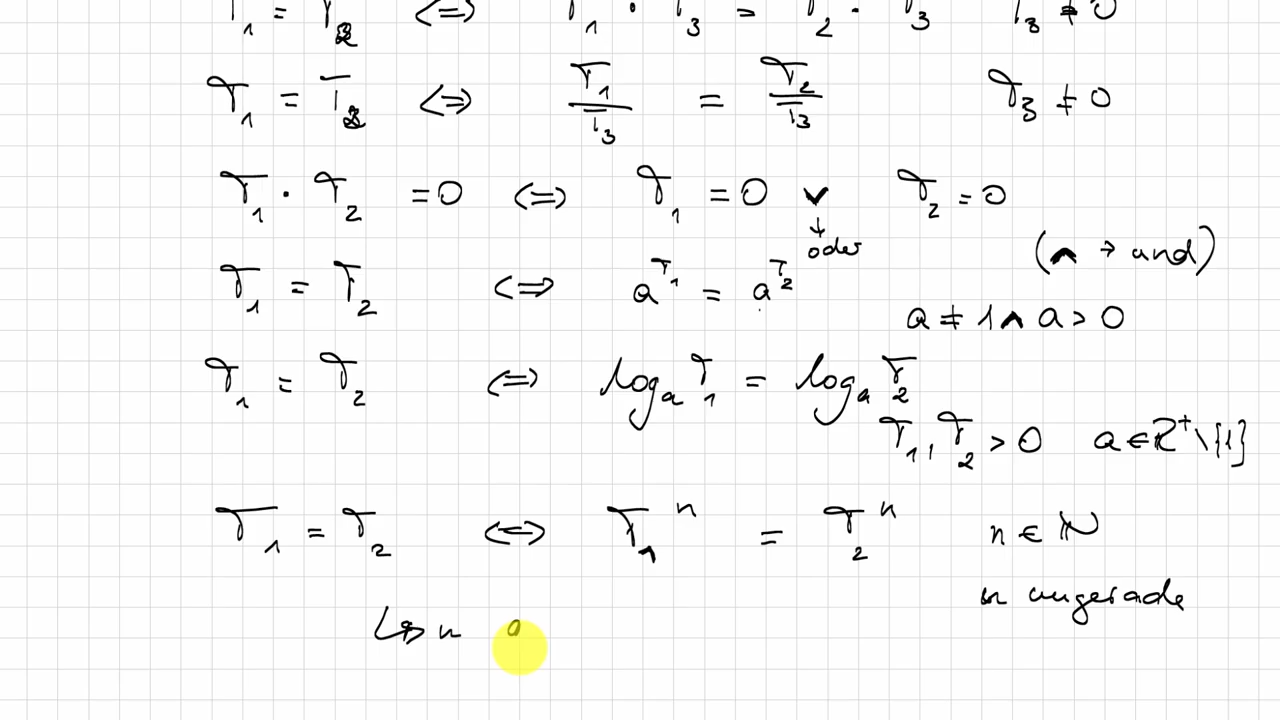 T₁ = T₂ ⇔ T₁ · T₃ = T₂ · T₃ T₃ ≠ 0
T₁ = T₂ ⇔ T₁/T₃ = T₂/T₃ T₃ ≠ 0
T₁ · T₂ = 0 ⇔ T₁ = 0 ∨ T₂ = 0
↓
oder
(∧ → and)
T₁ = T₂ ⇔ a^T₁ = a^T₂
a ≠ 1 ∧ a > 0
T₁ = T₂ ⇔ logₐ T₁ = logₐ T₂
T₁, T₂ > 0 a ∈ R⁺ \ {1}
T₁ = T₂ ⇔ T₁ⁿ = T₂ⁿ n ∈ ℕ
n ungerade
↳ n